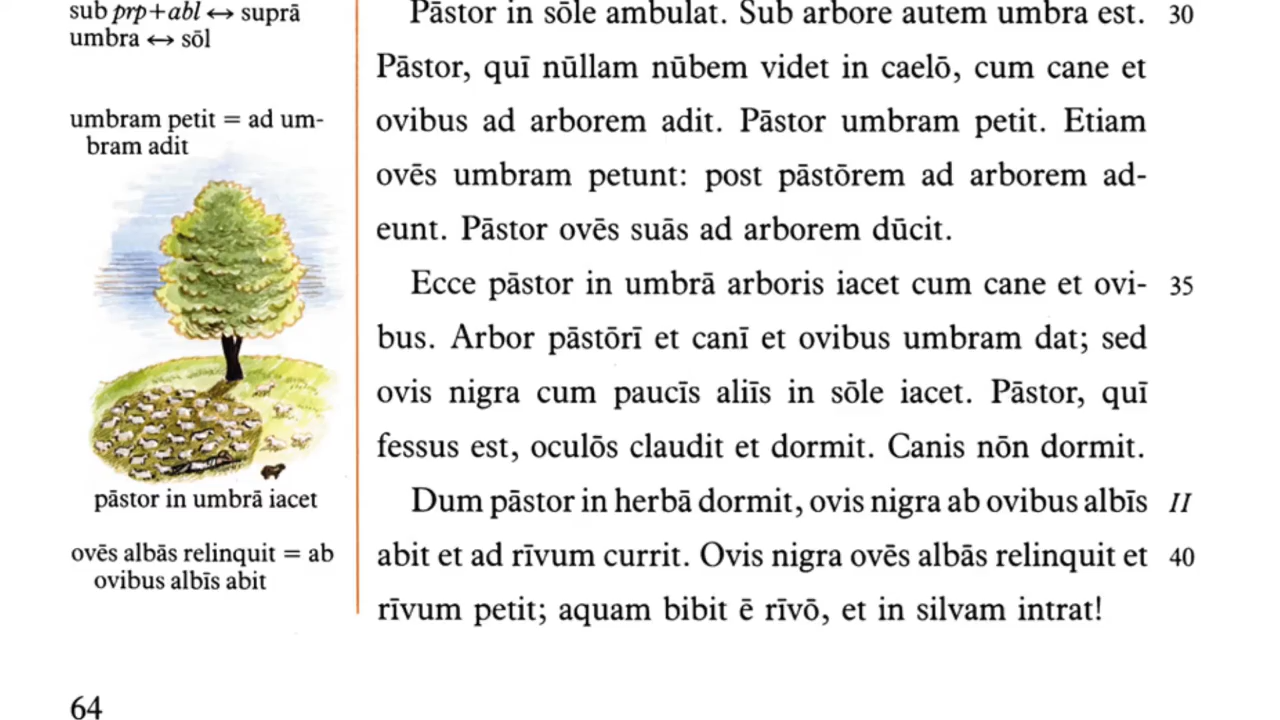 sub prp+abl ↔ suprā
umbra ↔ sōl
umbram petit = ad um-
bram adit
pāstor in umbrā iacet
ovēs albās relinquit = ab
ovibus albīs abit
Pāstor in sōle ambulat. Sub arbore autem umbra est. 30
Pāstor, quī nūllam nūbem videt in caelō, cum cane et
ovibus ad arborem adit. Pāstor umbram petit. Etiam
ovēs umbram petunt: post pāstōrem ad arborem ad-
eunt. Pāstor ovēs suās ad arborem dūcit.
Ecce pāstor in umbrā arboris iacet cum cane et ovi- 35
bus. Arbor pāstōrī et canī et ovibus umbram dat; sed
ovis nigra cum paucīs aliīs in sōle iacet. Pāstor, quī
fessus est, oculōs claudit et dormit. Canis nōn dormit.
Dum pāstor in herbā dormit, ovis nigra ab ovibus albīs II
abit et ad rīvum currit. Ovis nigra ovēs albās relinquit et 40
rīvum petit; aquam bibit ē rīvō, et in silvam intrat!
64